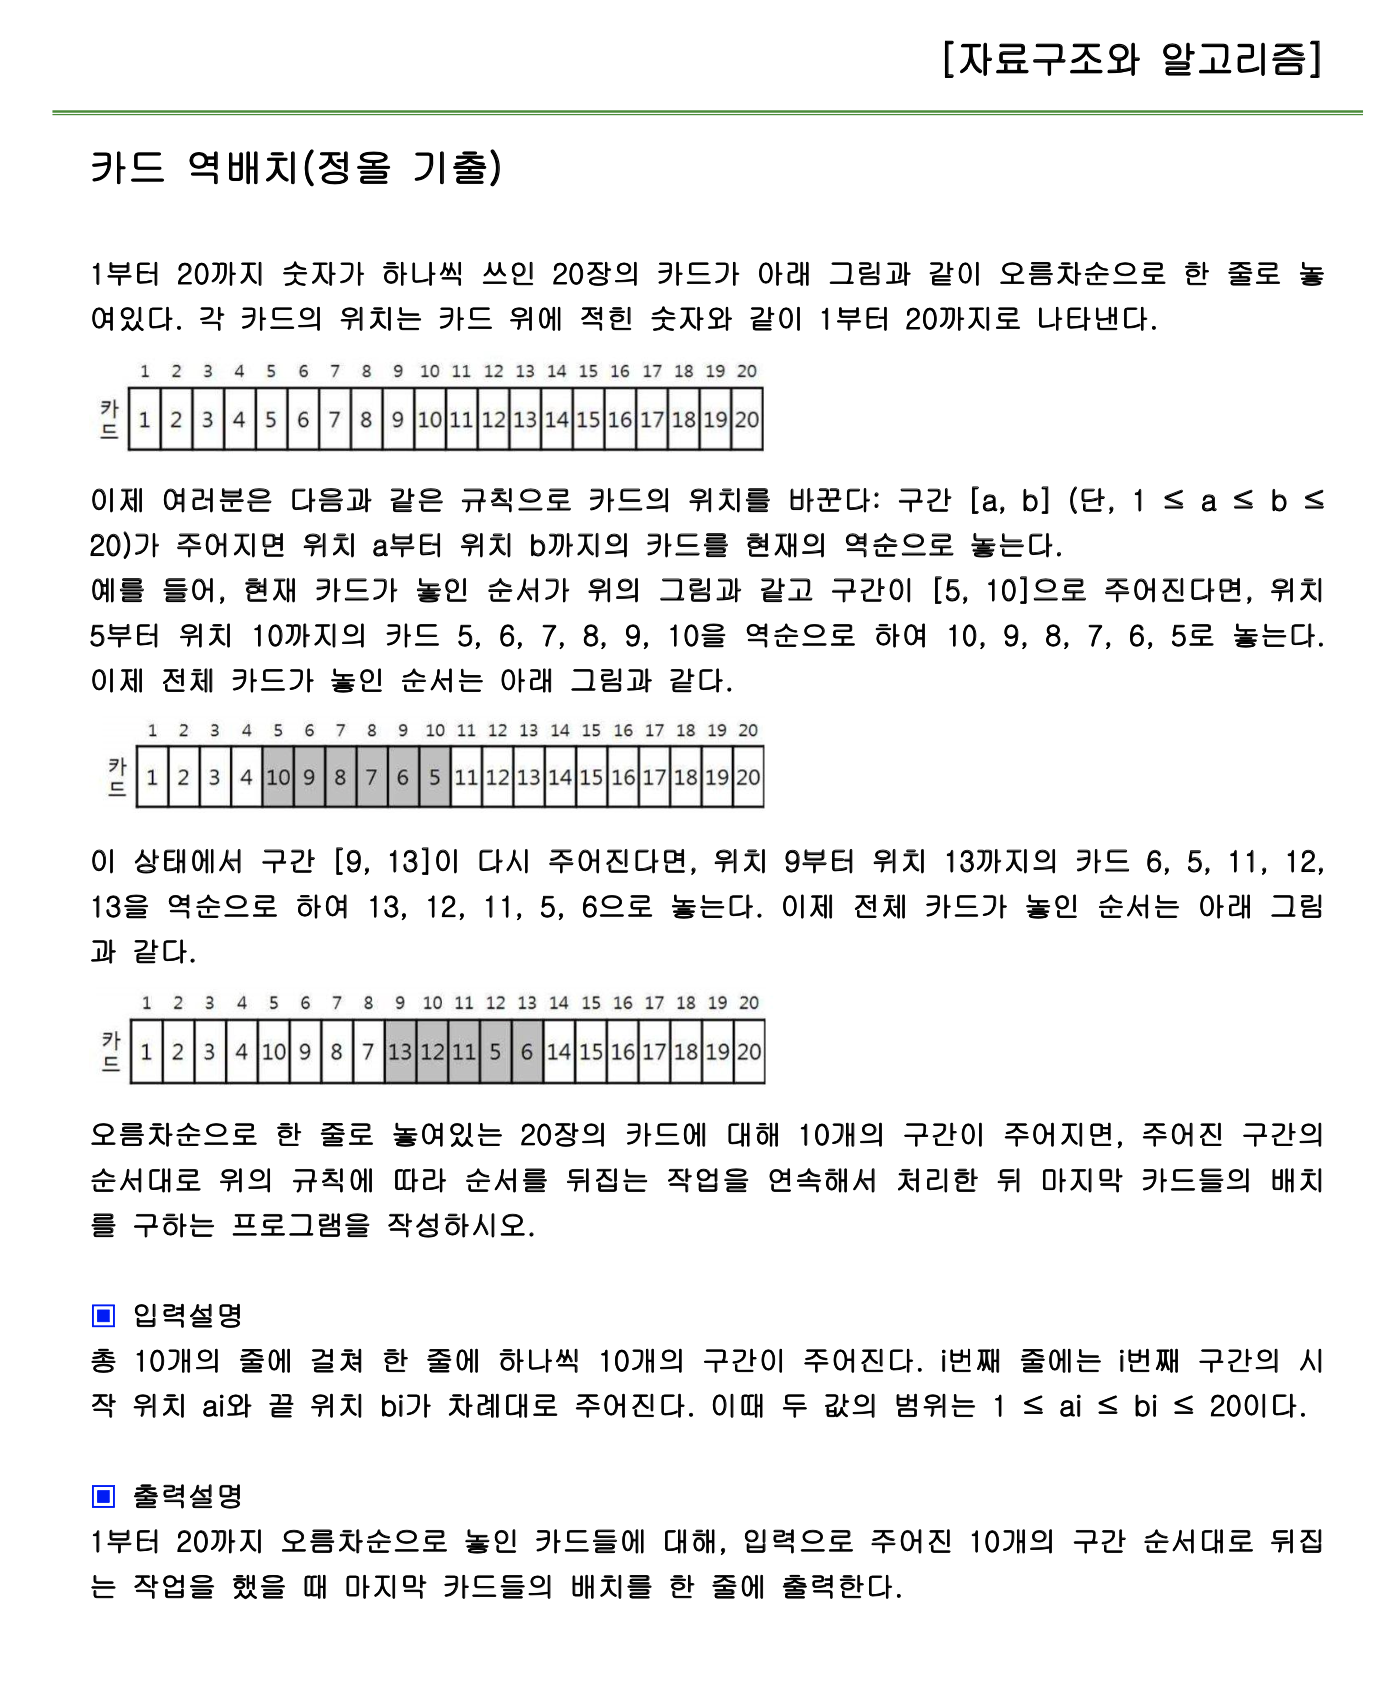 [자료구조와 알고리즘]
카드 역배치(정올 기출)
1부터 20까지 숫자가 하나씩 쓰인 20장의 카드가 아래 그림과 같이 오름차순으로 한 줄로 놓
여있다. 각 카드의 위치는 카드 위에 적힌 숫자와 같이 1부터 20까지로 나타낸다.
1 2 3 4 5 6 7 8 9 10 11 12 13 14 15 16 17 18 19 20
카드 1 2 3 4 5 6 7 8 9 10 11 12 13 14 15 16 17 18 19 20
이제 여러분은 다음과 같은 규칙으로 카드의 위치를 바꾼다: 구간 [a, b] (단, 1 ≤ a ≤ b ≤
20)가 주어지면 위치 a부터 위치 b까지의 카드를 현재의 역순으로 놓는다.
예를 들어, 현재 카드가 놓인 순서가 위의 그림과 같고 구간이 [5, 10]으로 주어진다면, 위치
5부터 위치 10까지의 카드 5, 6, 7, 8, 9, 10을 역순으로 하여 10, 9, 8, 7, 6, 5로 놓는다.
이제 전체 카드가 놓인 순서는 아래 그림과 같다.
1 2 3 4 5 6 7 8 9 10 11 12 13 14 15 16 17 18 19 20
카드 1 2 3 4 10 9 8 7 6 5 11 12 13 14 15 16 17 18 19 20
이 상태에서 구간 [9, 13]이 다시 주어진다면, 위치 9부터 위치 13까지의 카드 6, 5, 11, 12,
13을 역순으로 하여 13, 12, 11, 5, 6으로 놓는다. 이제 전체 카드가 놓인 순서는 아래 그림
과 같다.
1 2 3 4 5 6 7 8 9 10 11 12 13 14 15 16 17 18 19 20
카드 1 2 3 4 10 9 8 7 13 12 11 5 6 14 15 16 17 18 19 20
오름차순으로 한 줄로 놓여있는 20장의 카드에 대해 10개의 구간이 주어지면, 주어진 구간의
순서대로 위의 규칙에 따라 순서를 뒤집는 작업을 연속해서 처리한 뒤 마지막 카드들의 배치
를 구하는 프로그램을 작성하시오.
▣ 입력설명
총 10개의 줄에 걸쳐 한 줄에 하나씩 10개의 구간이 주어진다. i번째 줄에는 i번째 구간의 시
작 위치 ai와 끝 위치 bi가 차례대로 주어진다. 이때 두 값의 범위는 1 ≤ ai ≤ bi ≤ 20이다.
▣ 출력설명
1부터 20까지 오름차순으로 놓인 카드들에 대해, 입력으로 주어진 10개의 구간 순서대로 뒤집
는 작업을 했을 때 마지막 카드들의 배치를 한 줄에 출력한다.